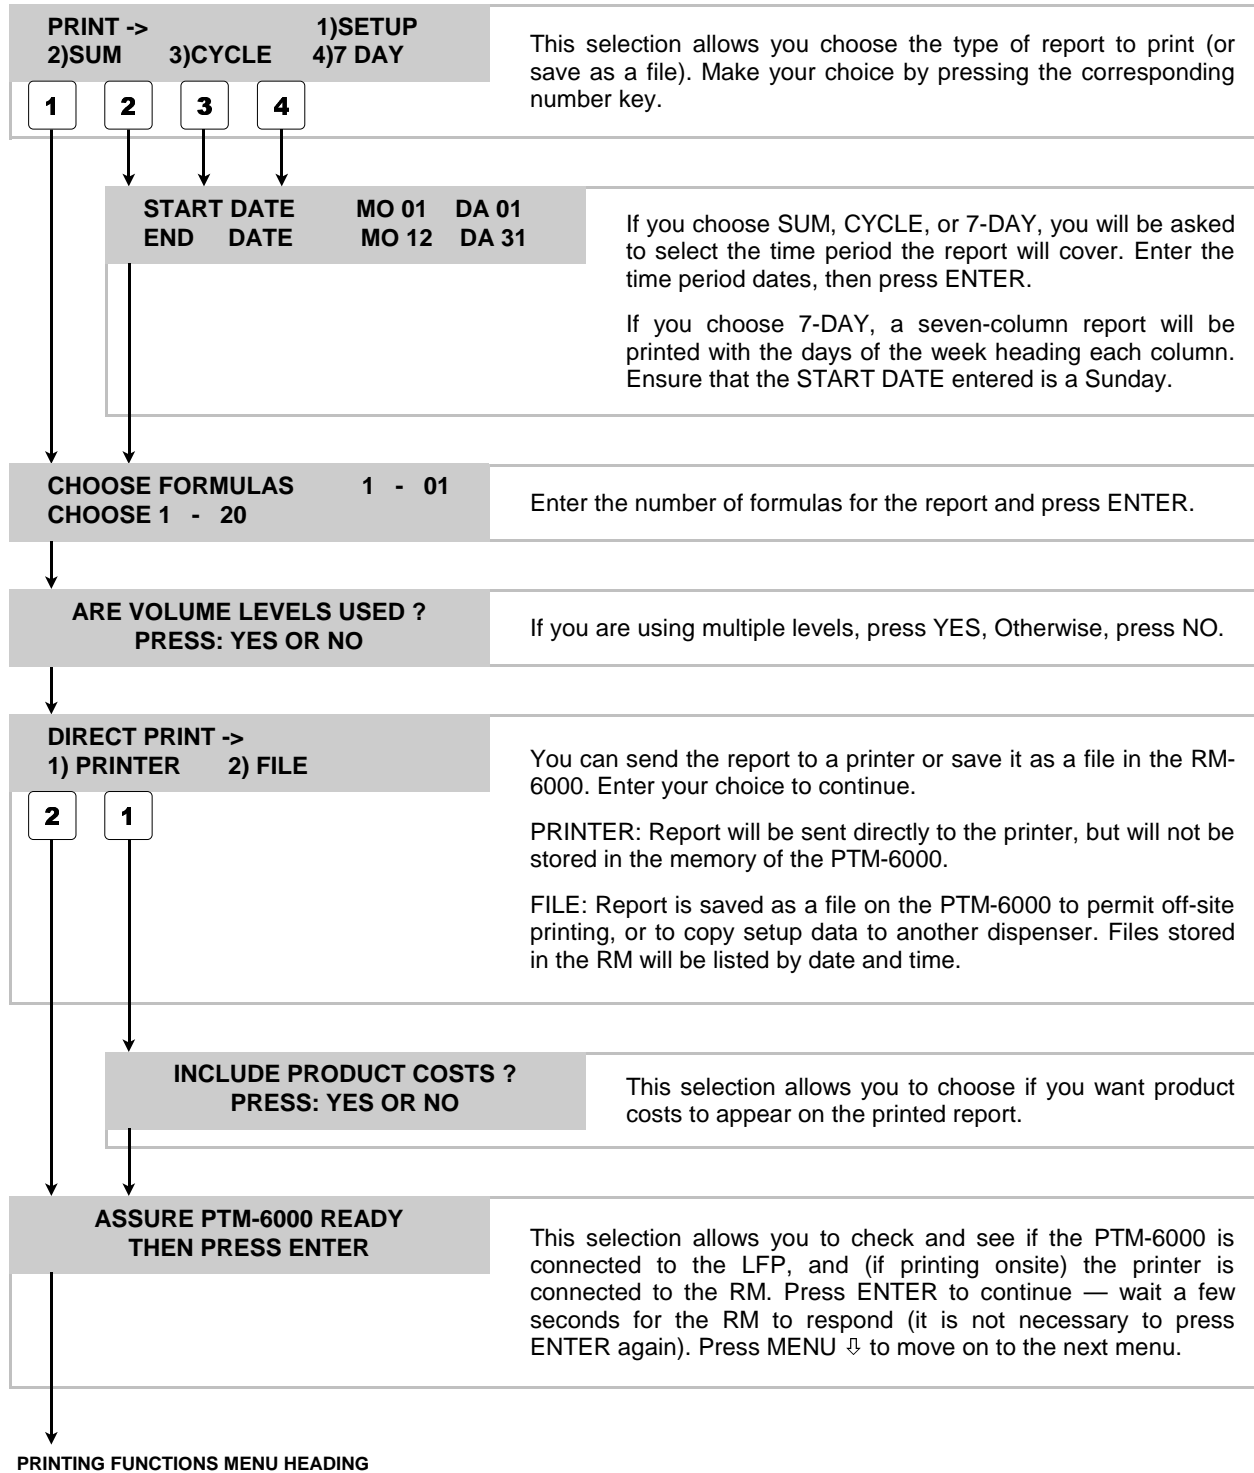 PRINT -> 1)SETUP
2)SUM 3)CYCLE 4)7 DAY
This selection allows you choose the type of report to print (or
save as a file). Make your choice by pressing the corresponding
number key.
1 2 3 4
START DATE MO 01 DA 01
END DATE MO 12 DA 31
If you choose SUM, CYCLE, or 7-DAY, you will be asked
to select the time period the report will cover. Enter the
time period dates, then press ENTER.
If you choose 7-DAY, a seven-column report will be
printed with the days of the week heading each column.
Ensure that the START DATE entered is a Sunday.
CHOOSE FORMULAS 1 - 01
CHOOSE 1 - 20
Enter the number of formulas for the report and press ENTER.
ARE VOLUME LEVELS USED ?
PRESS: YES OR NO
If you are using multiple levels, press YES, Otherwise, press NO.
DIRECT PRINT ->
1) PRINTER 2) FILE
2 1
You can send the report to a printer or save it as a file in the RM-
6000. Enter your choice to continue.
PRINTER: Report will be sent directly to the printer, but will not be
stored in the memory of the PTM-6000.
FILE: Report is saved as a file on the PTM-6000 to permit off-site
printing, or to copy setup data to another dispenser. Files stored
in the RM will be listed by date and time.
INCLUDE PRODUCT COSTS ?
PRESS: YES OR NO
This selection allows you to choose if you want product
costs to appear on the printed report.
ASSURE PTM-6000 READY
THEN PRESS ENTER
This selection allows you to check and see if the PTM-6000 is
connected to the LFP, and (if printing onsite) the printer is
connected to the RM. Press ENTER to continue — wait a few
seconds for the RM to respond (it is not necessary to press
ENTER again). Press MENU ⇩ to move on to the next menu.
PRINTING FUNCTIONS MENU HEADING